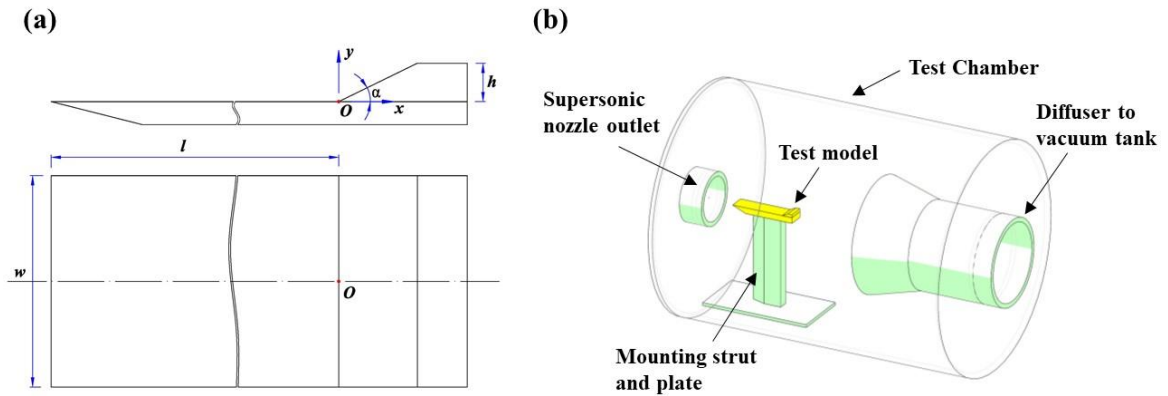 (a)
y
α
h
O
x
l
w
O
(b)
Test Chamber
Supersonic
nozzle outlet
Diffuser to
vacuum tank
Test model
Mounting strut
and plate